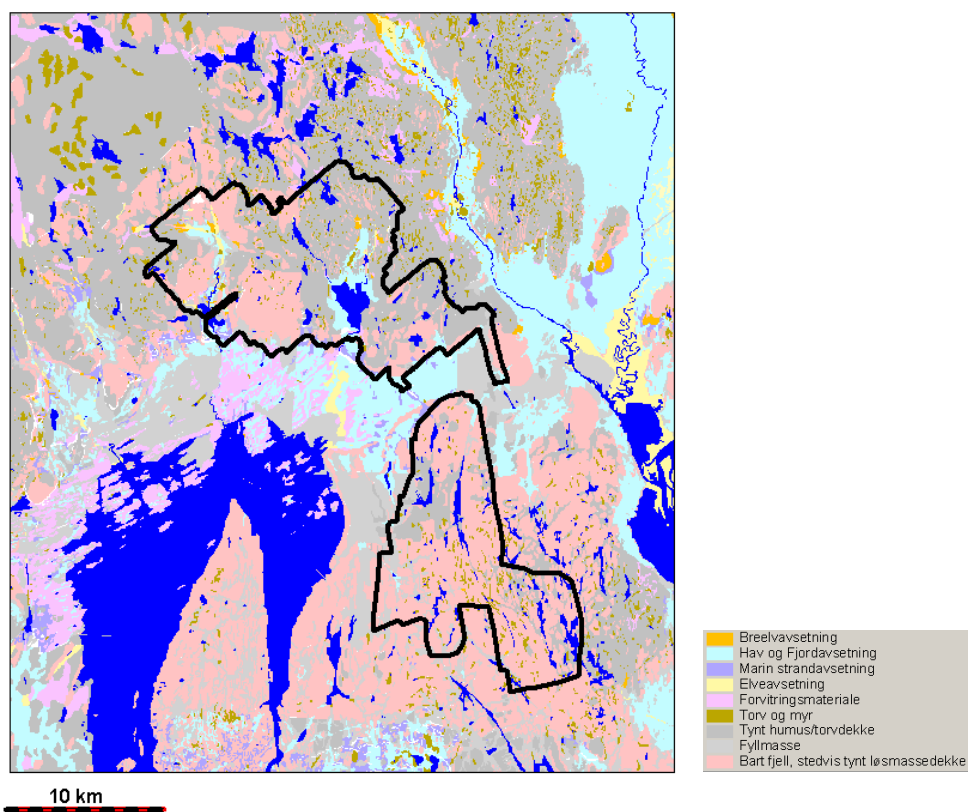 Breelvavsetning
Hav og Fjordavsetning
Marin strandavsetning
Elveavsetning
Forvitringsmateriale
Torv og myr
Tynt humus/torvdekke
Fyllmasse
Bart fjell, stedvis tynt løsmassedekke
10 km